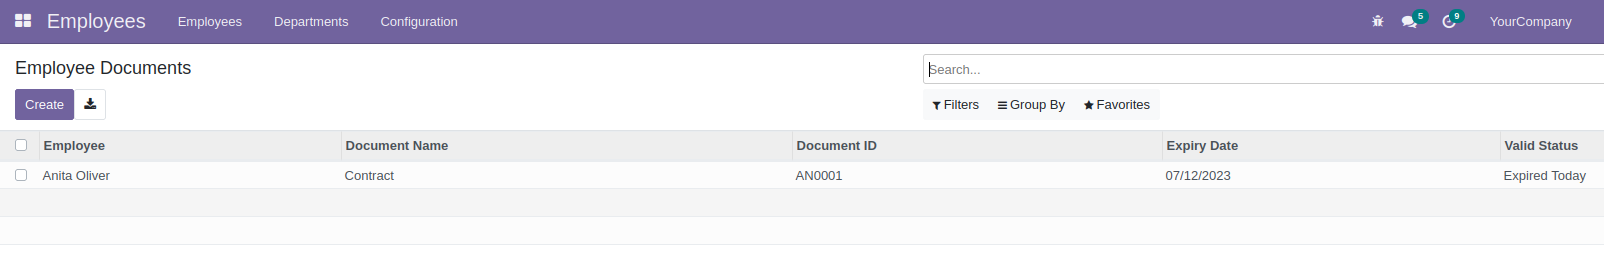 Employees Employees Departments Configuration 5 9 YourCompany
Employee Documents Search...
Create Filters Group By Favorites
Employee Document Name Document ID Expiry Date Valid Status
Anita Oliver Contract AN0001 07/12/2023 Expired Today